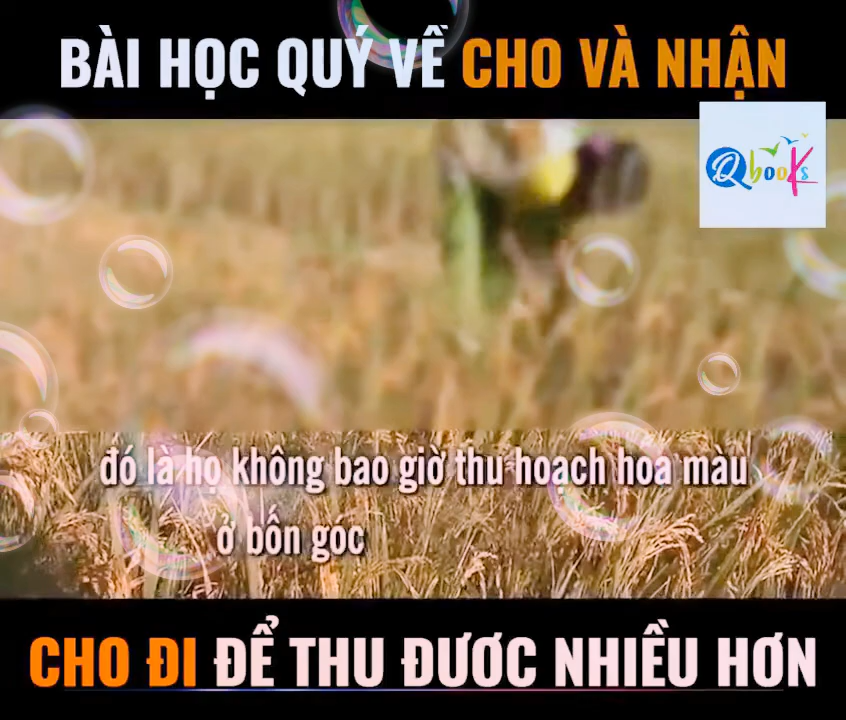 BÀI HỌC QUÝ VỀ CHO VÀ NHẬN
Qbooks
đó là họ không bao giờ thu hoạch hoa màu
ở bốn góc
CHO ĐI ĐỂ THU ĐƯƠC NHIỀU HƠN